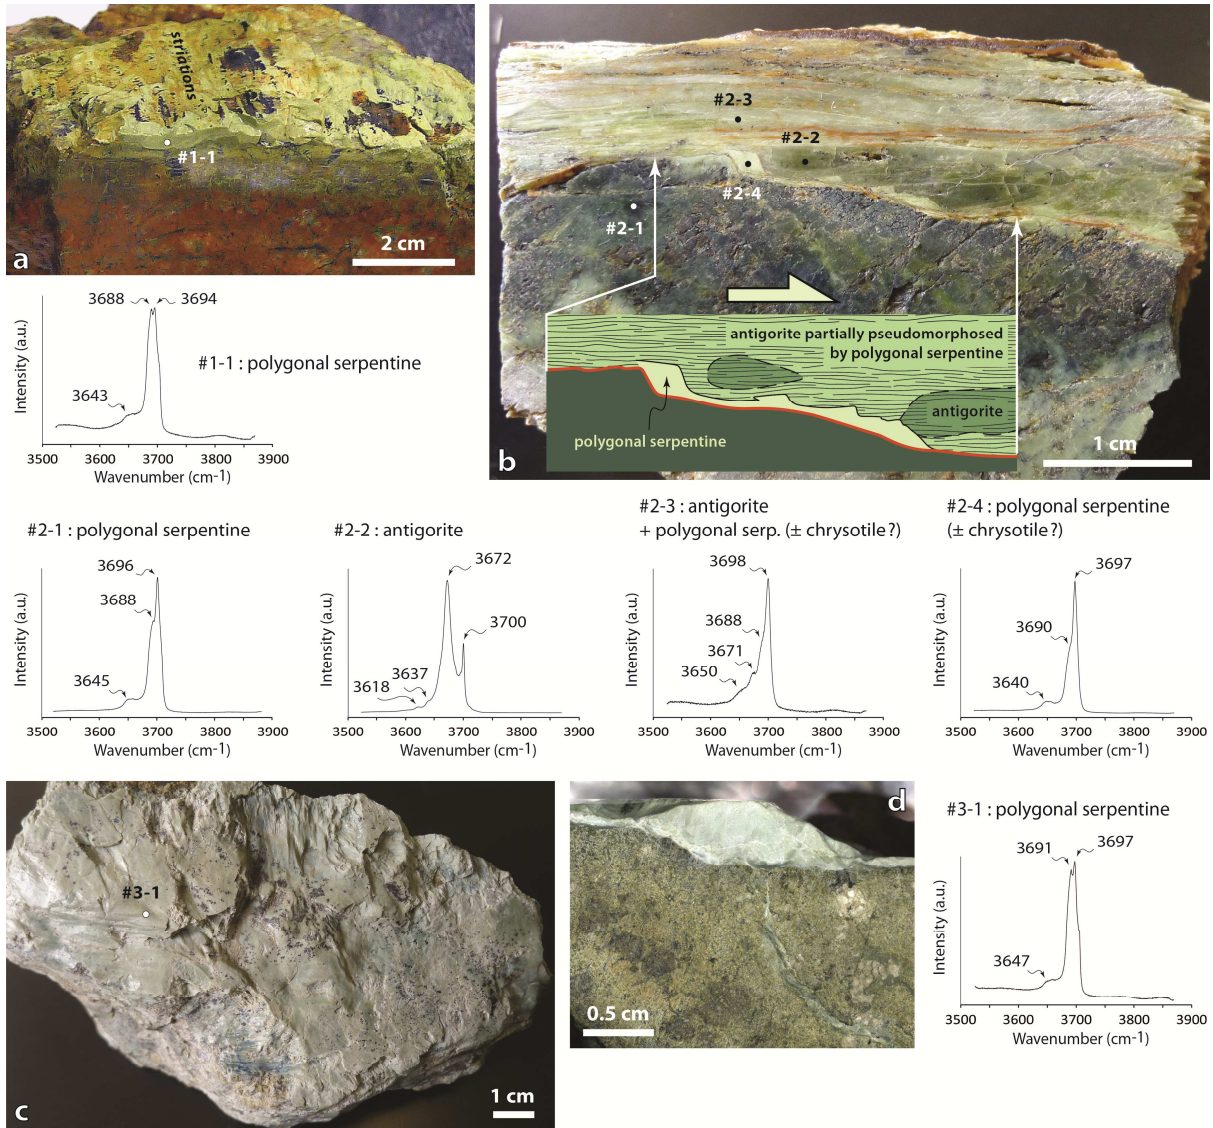 striations
#1-1
2 cm
a
#2-3
#2-2
#2-4
#2-1
antigorite partially pseudomorphosed
by polygonal serpentine
antigorite
polygonal serpentine
1 cm
b
3688
3694
#1-1 : polygonal serpentine
3643
Intensity (a.u.)
3500 3600 3700 3800 3900
Wavenumber (cm-1)
#2-1 : polygonal serpentine
3696
3688
3645
Intensity (a.u.)
3500 3600 3700 3800 3900
Wavenumber (cm-1)
#2-2 : antigorite
3672
3700
3637
3618
Intensity (a.u.)
3500 3600 3700 3800 3900
Wavenumber (cm-1)
#2-3 : antigorite
+ polygonal serp. (± chrysotile?)
3698
3688
3671
3650
Intensity (a.u.)
3500 3600 3700 3800 3900
Wavenumber (cm-1)
#2-4 : polygonal serpentine
(± chrysotile?)
3697
3690
3640
Intensity (a.u.)
3500 3600 3700 3800 3900
Wavenumber (cm-1)
#3-1
1 cm
c
d
0.5 cm
#3-1 : polygonal serpentine
3691
3697
3647
Intensity (a.u.)
3500 3600 3700 3800 3900
Wavenumber (cm-1)